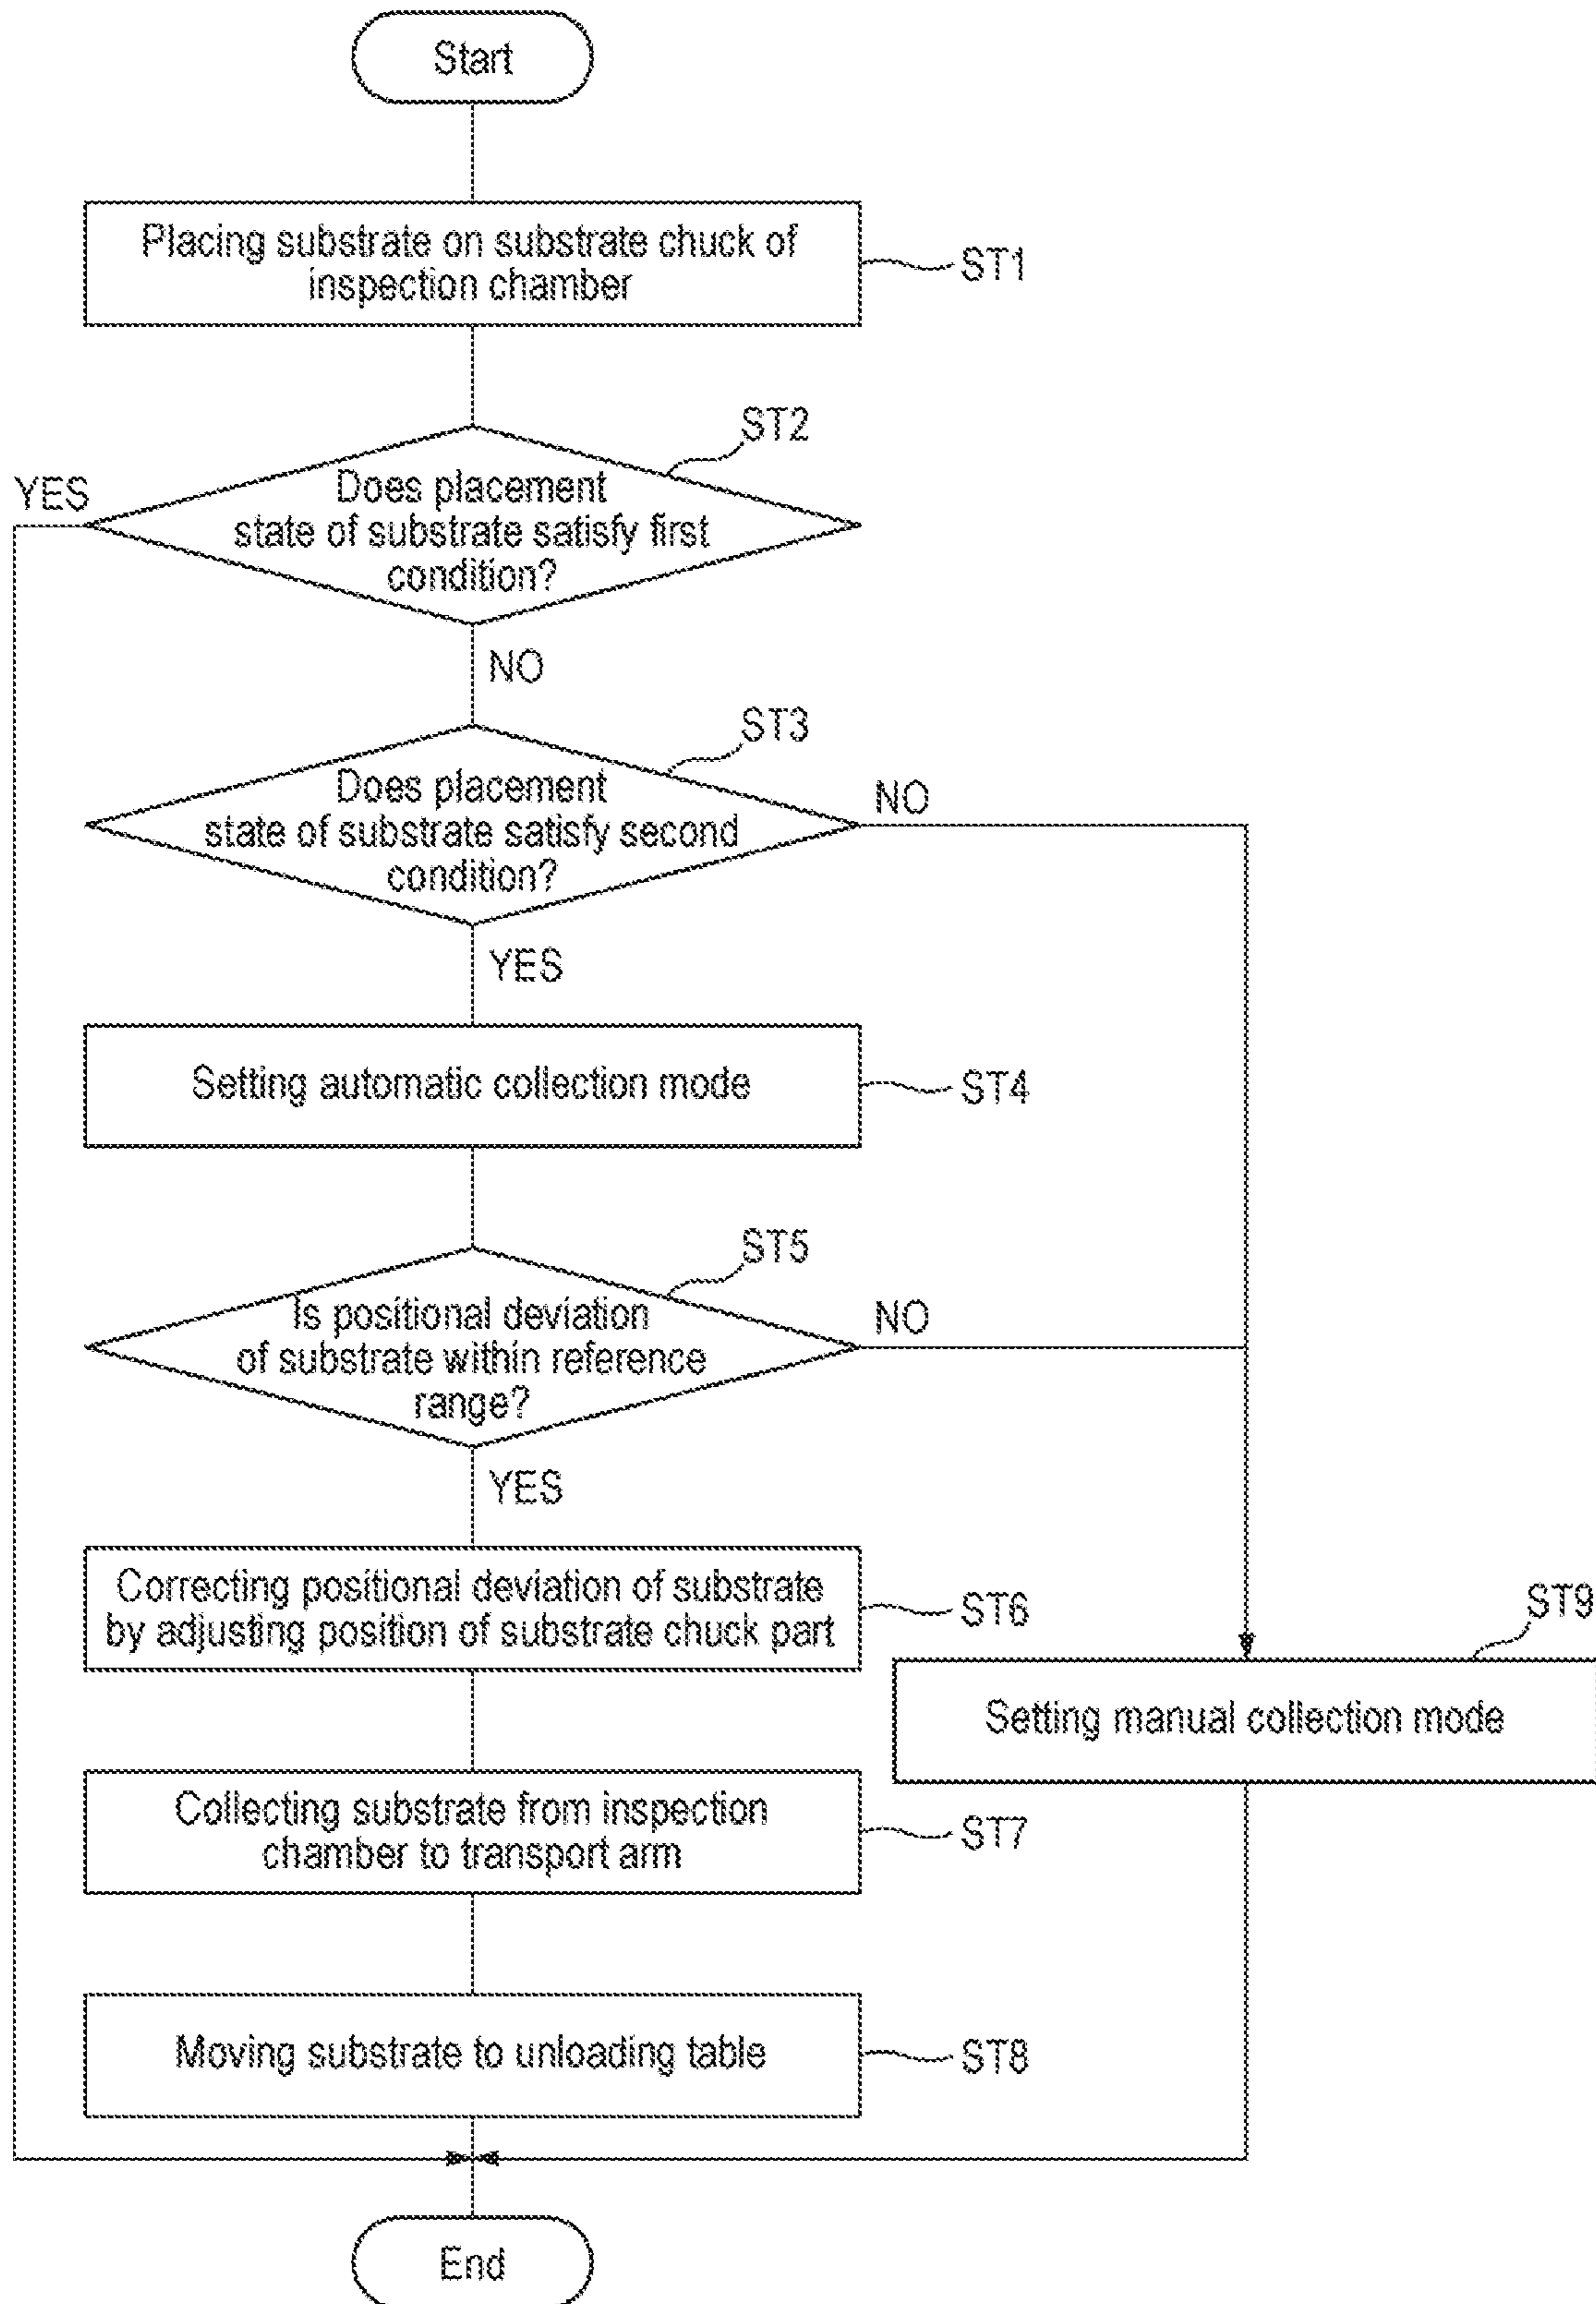 Start
Placing substrate on substrate chuck of
inspection chamber
ST1
ST2
YES
Does placement
state of substrate satisfy first
condition?
NO
ST3
Does placement
state of substrate satisfy second
condition?
NO
YES
Setting automatic collection mode
ST4
ST5
Is positional deviation
of substrate within reference
range?
NO
YES
Correcting positional deviation of substrate
by adjusting position of substrate chuck part
ST6
ST9
Setting manual collection mode
Collecting substrate from inspection
chamber to transport arm
ST7
Moving substrate to unloading table
ST8
End